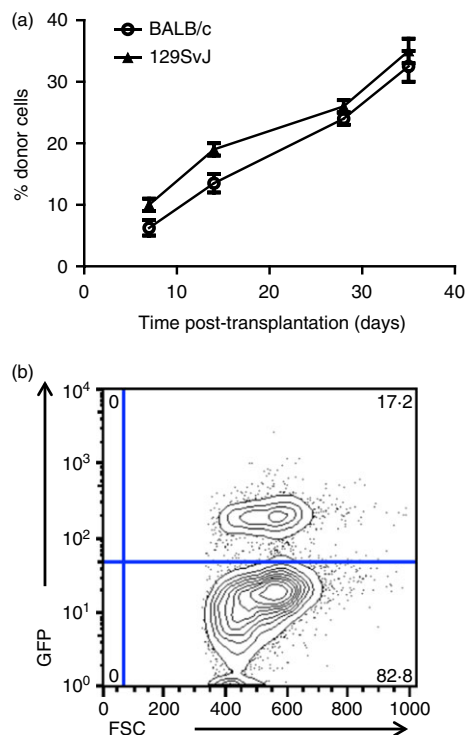 (a)
BALB/c
129SvJ
40
30
20
10
0
% donor cells
0 10 20 30 40
Time post-transplantation (days)
(b)
10⁴
10³
10²
10¹
10⁰
GFP
0 17·2
0 82·8
0 200 400 600 800 1000
FSC